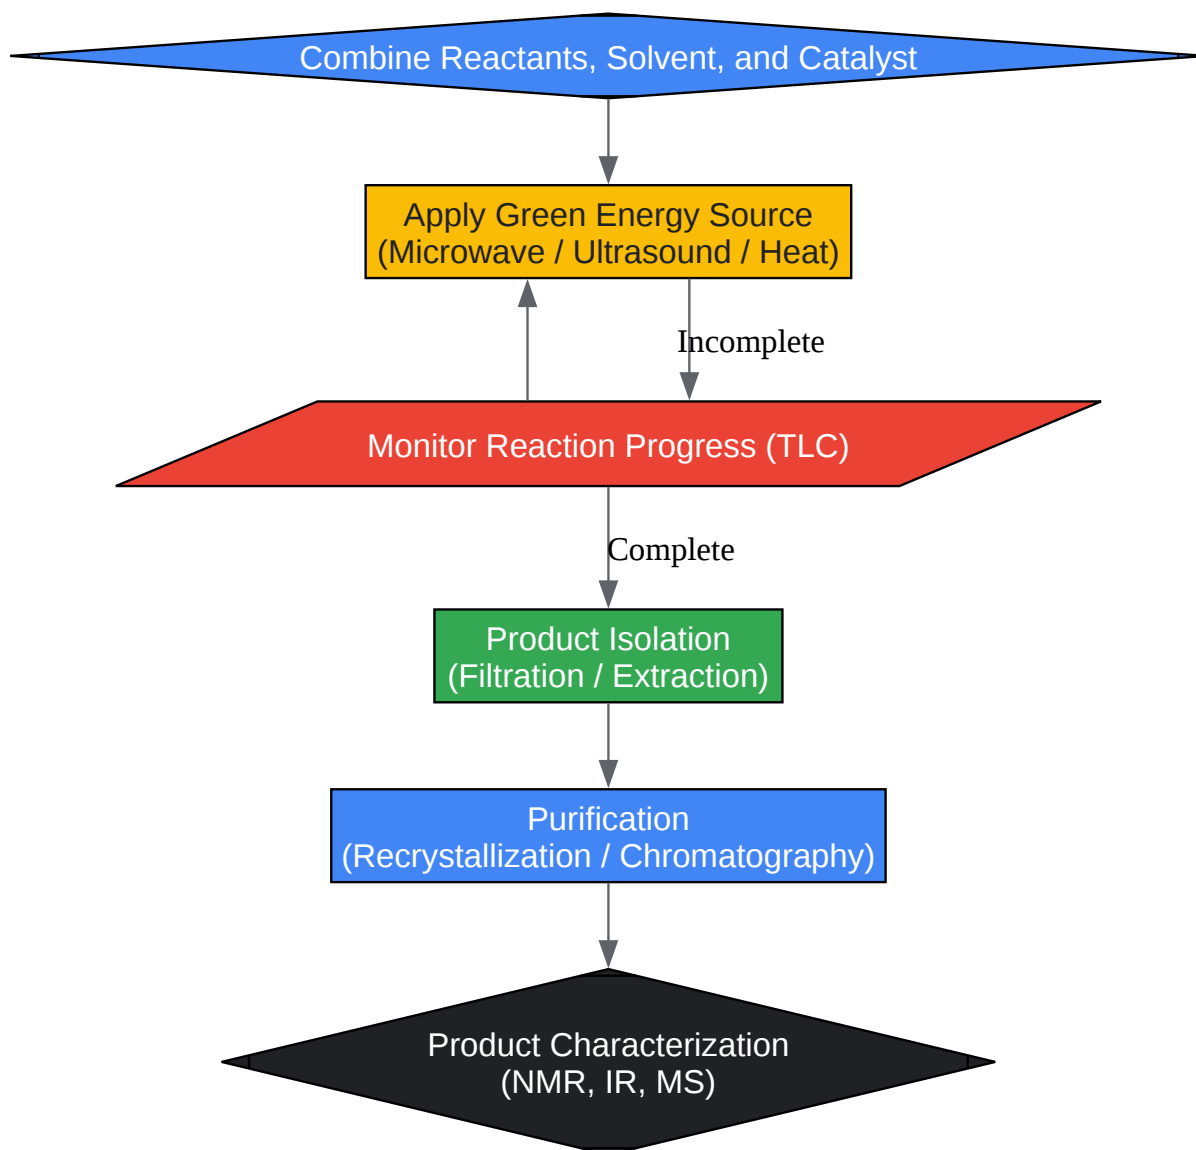 Combine Reactants, Solvent, and Catalyst
Apply Green Energy Source
(Microwave / Ultrasound / Heat)
Incomplete
Monitor Reaction Progress (TLC)
Complete
Product Isolation
(Filtration / Extraction)
Purification
(Recrystallization / Chromatography)
Product Characterization
(NMR, IR, MS)